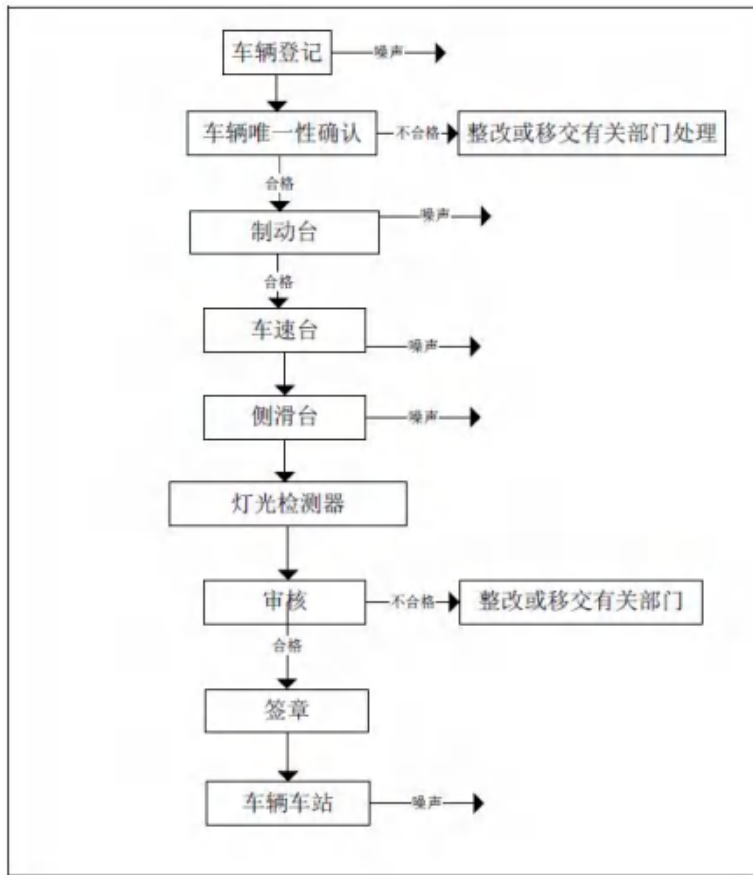 车辆登记 噪声
车辆唯一性确认 不合格 整改或移交有关部门处理
合格
制动台 噪声
合格
车速台 噪声
侧滑台 噪声
灯光检测器
审核 不合格 整改或移交有关部门
合格
签章
车辆车站 噪声